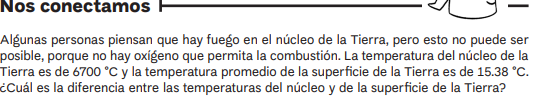 Nos conectamos
Algunas personas piensan que hay fuego en el núcleo de la Tierra, pero esto no puede ser
posible, porque no hay oxígeno que permita la combustión. La temperatura del núcleo de la
Tierra es de 6700 °C y la temperatura promedio de la superficie de la Tierra es de 15.38 °C.
¿Cuál es la diferencia entre las temperaturas del núcleo y de la superficie de la Tierra?